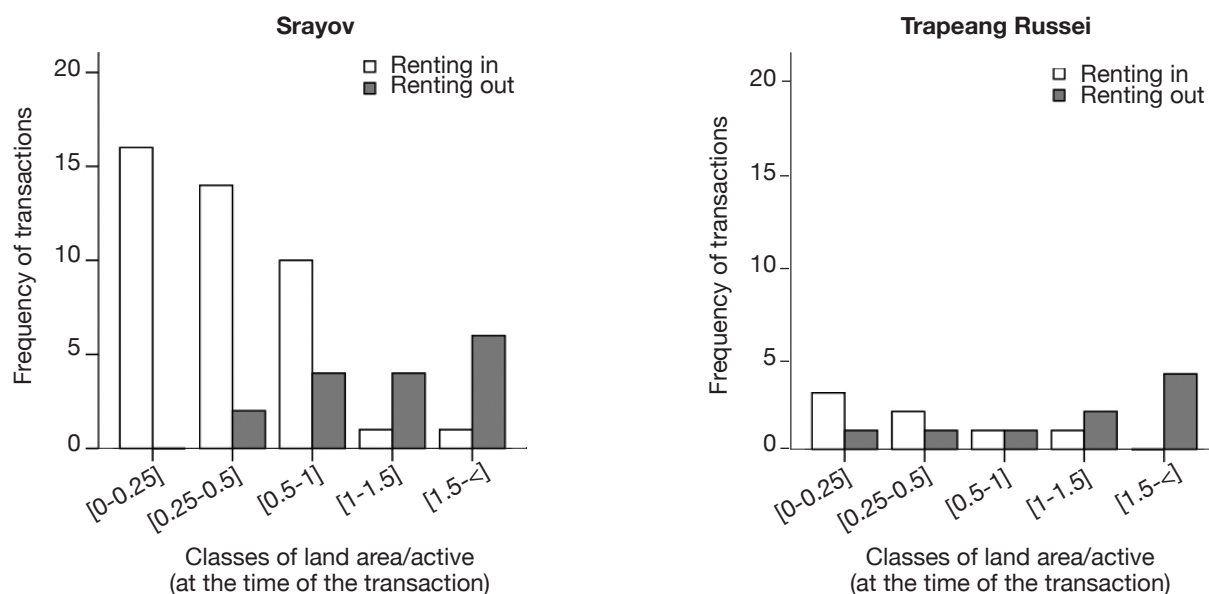 Srayov
Renting in
Renting out
Frequency of transactions
20
15
10
5
0
[0-0.25]
[0.25-0.5]
[0.5-1]
[1-1.5]
[1.5-<]
Classes of land area/active
(at the time of the transaction)
Trapeang Russei
Renting in
Renting out
Frequency of transactions
20
15
10
5
0
[0-0.25]
[0.25-0.5]
[0.5-1]
[1-1.5]
[1.5-<]
Classes of land area/active
(at the time of the transaction)